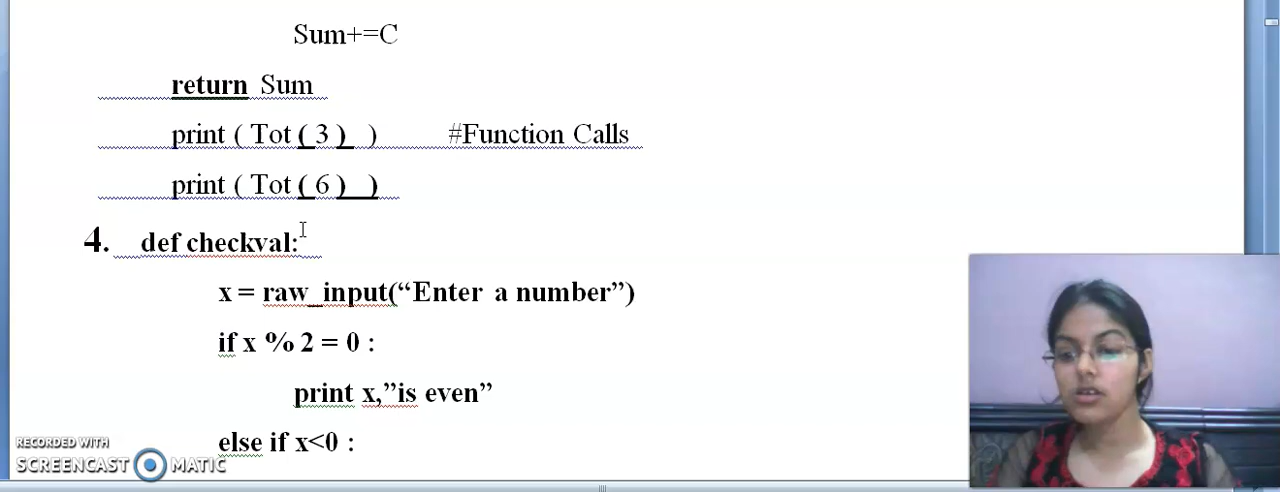 Sum+=C
return Sum
print ( Tot ( 3 ) ) #Function Calls
print ( Tot ( 6 ) )
4. def checkval:
x = raw_input(“Enter a number”)
if x % 2 = 0 :
print x,”is even”
else if x<0 :
RECORDED WITH
SCREENCAST MATIC